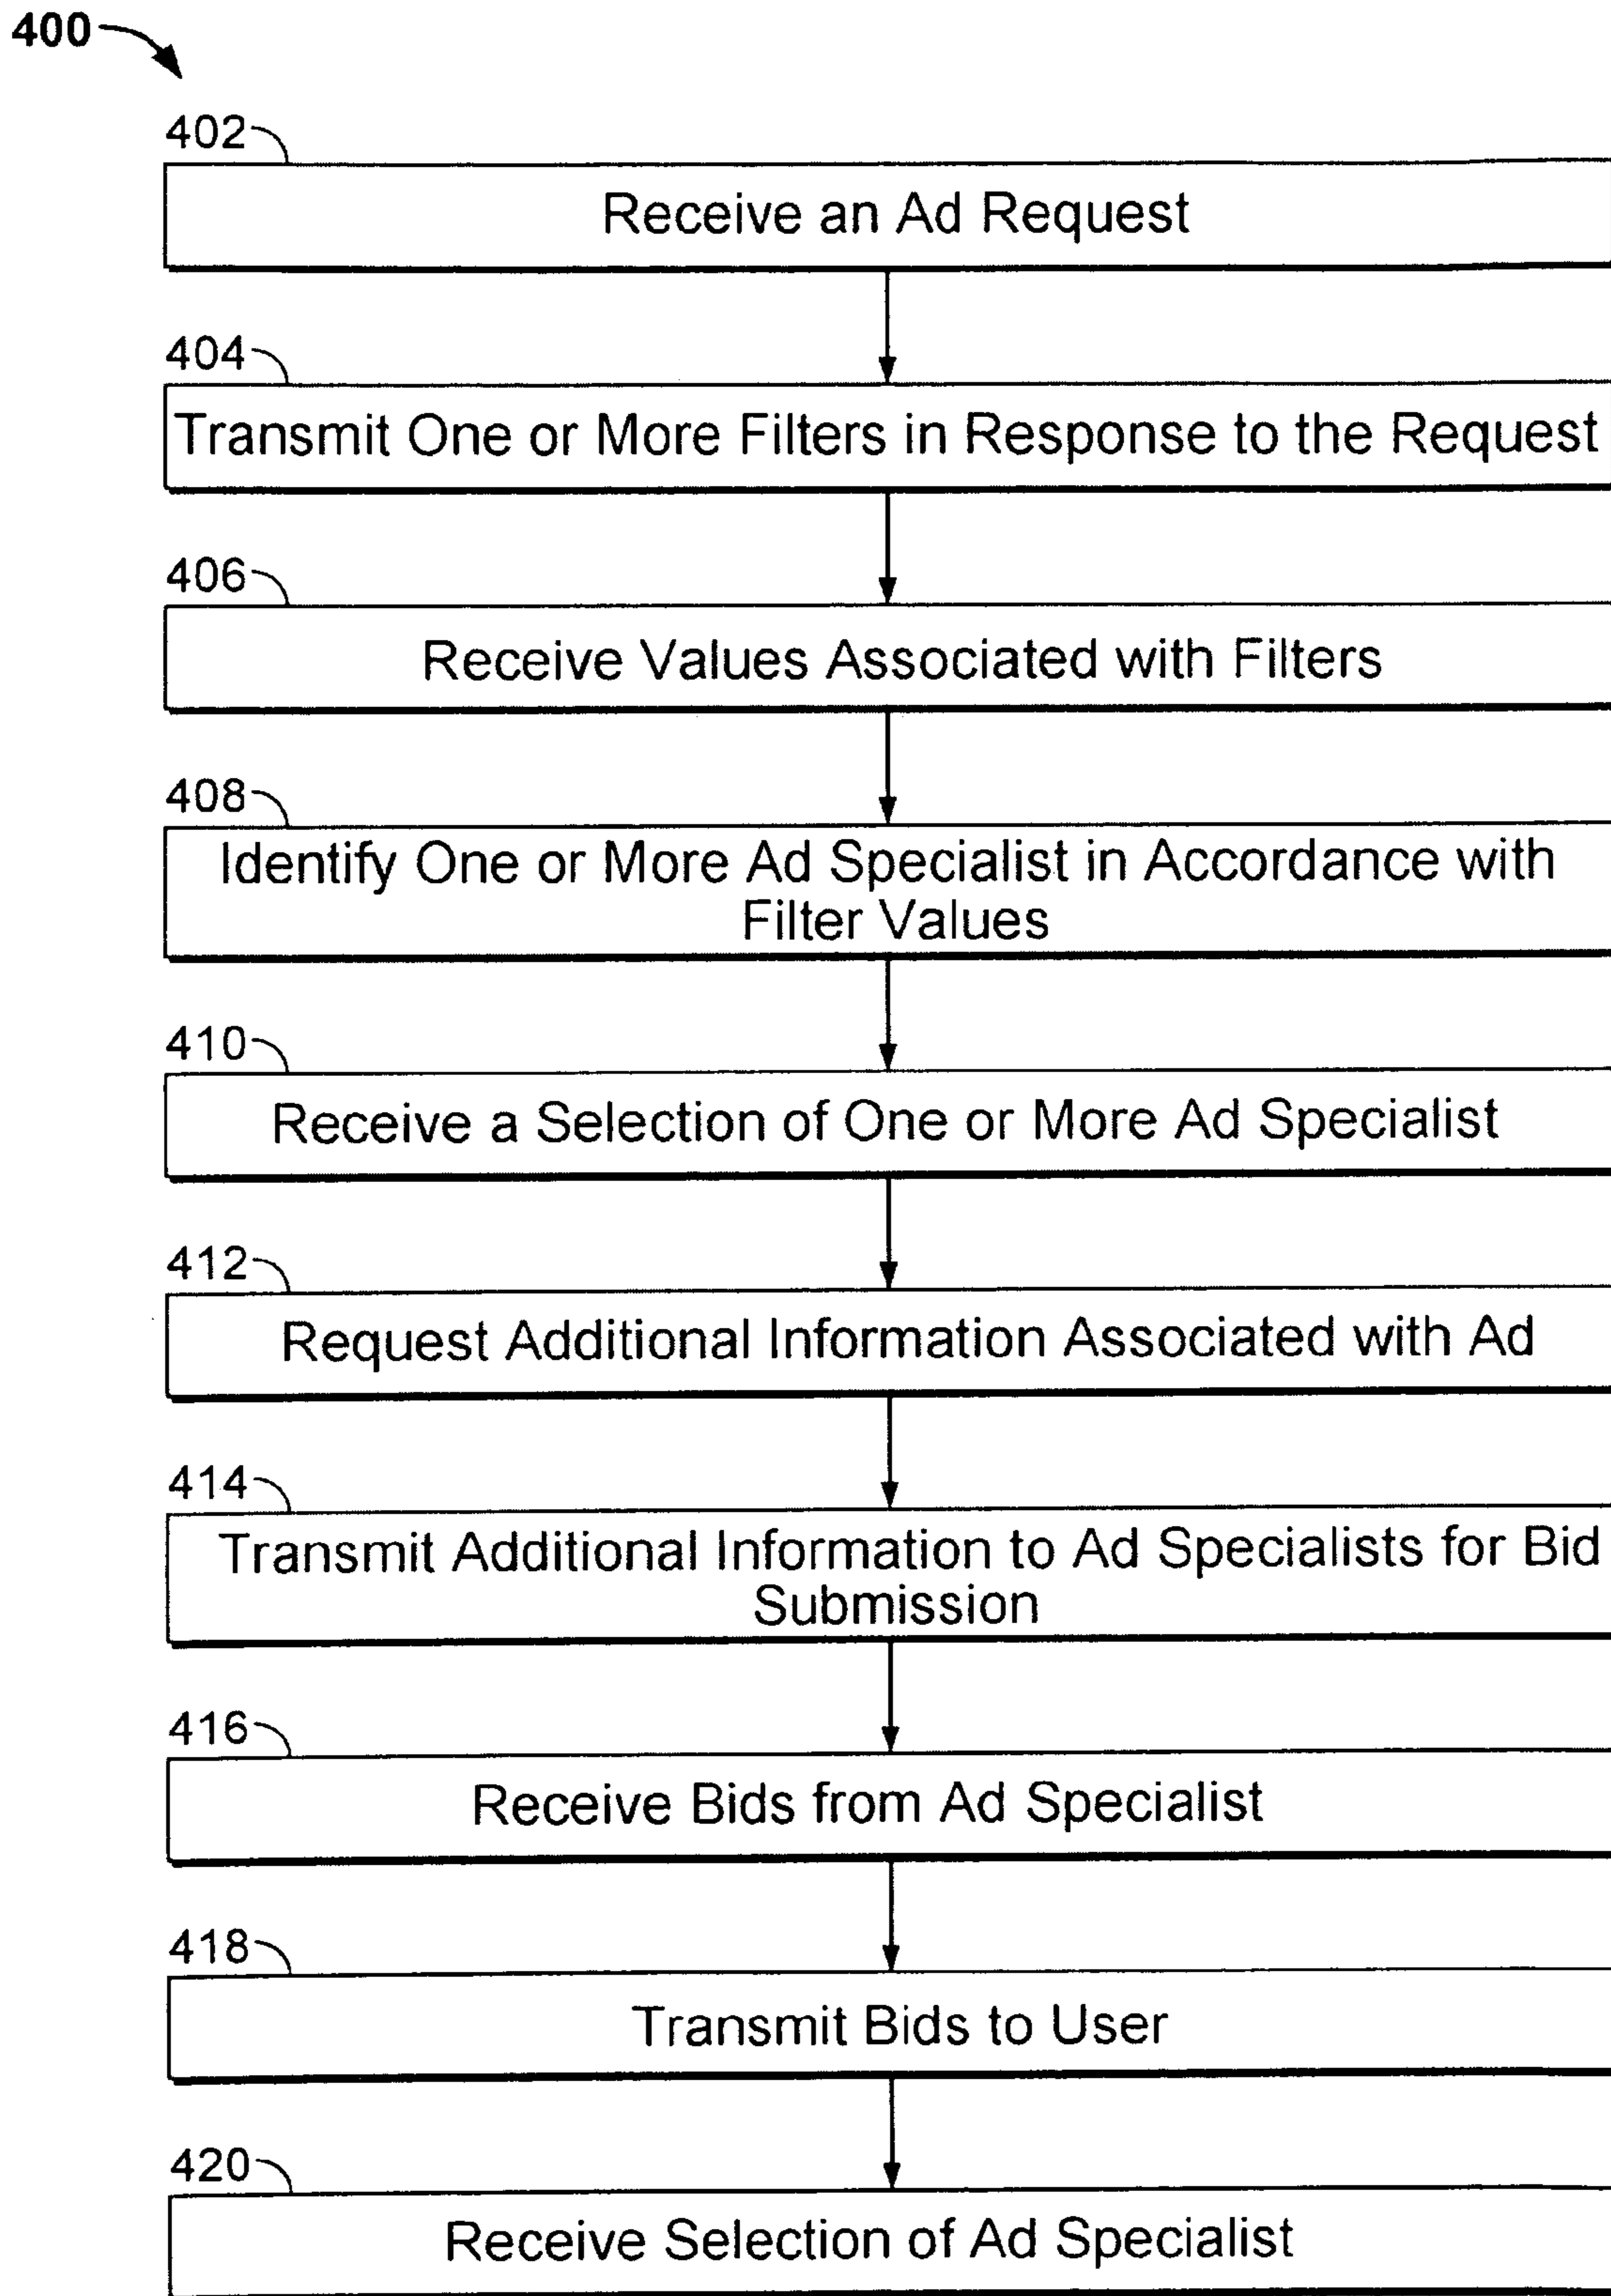 400
402
Receive an Ad Request
404
Transmit One or More Filters in Response to the Request
406
Receive Values Associated with Filters
408
Identify One or More Ad Specialist in Accordance with
Filter Values
410
Receive a Selection of One or More Ad Specialist
412
Request Additional Information Associated with Ad
414
Transmit Additional Information to Ad Specialists for Bid
Submission
416
Receive Bids from Ad Specialist
418
Transmit Bids to User
420
Receive Selection of Ad Specialist